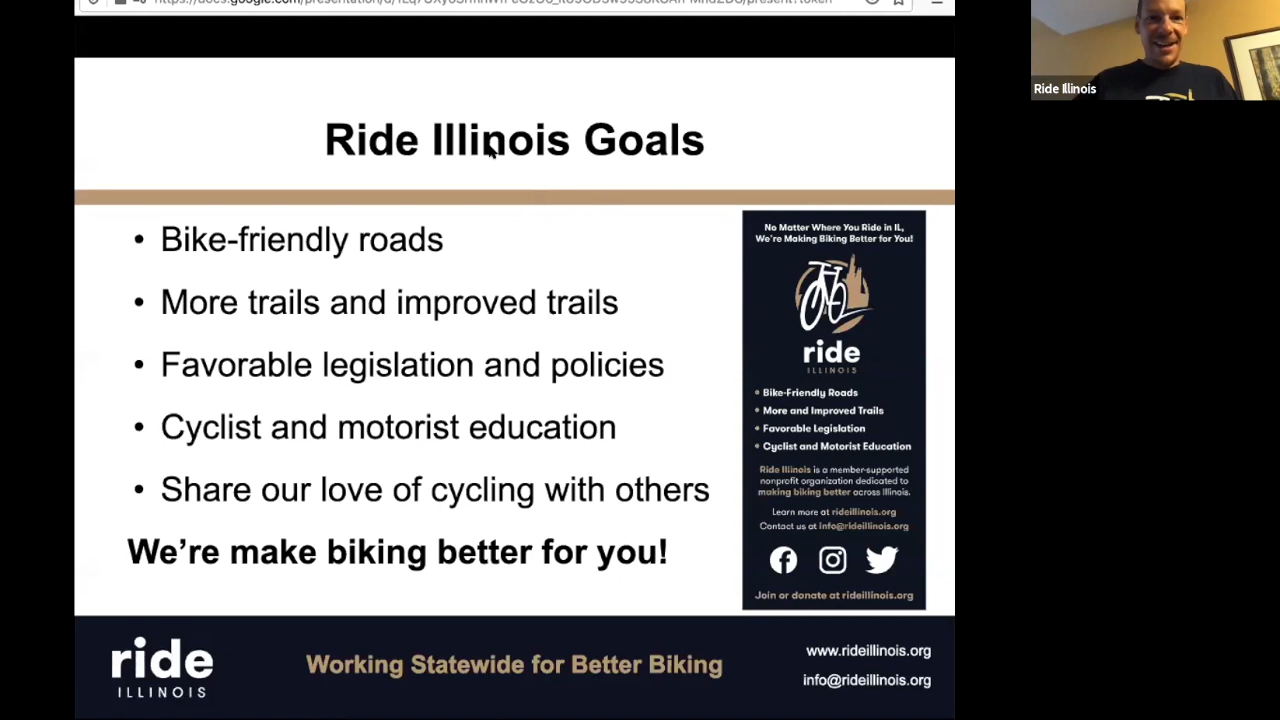 Ride Illinois Goals
• Bike-friendly roads
• More trails and improved trails
• Favorable legislation and policies
• Cyclist and motorist education
• Share our love of cycling with others
We’re make biking better for you!
No Matter Where You Ride in IL,
We're Making Biking Better for You!
ride
ILLINOIS
• Bike-Friendly Roads
• More and Improved Trails
• Favorable Legislation
• Cyclist and Motorist Education
Ride Illinois is a member-supported
nonprofit organization dedicated to
making biking better across Illinois.
Learn more at rideillinois.org
Contact us at info@rideillinois.org
Join or donate at rideillinois.org
ride
ILLINOIS
Working Statewide for Better Biking
www.rideillinois.org
info@rideillinois.org
Ride Illinois